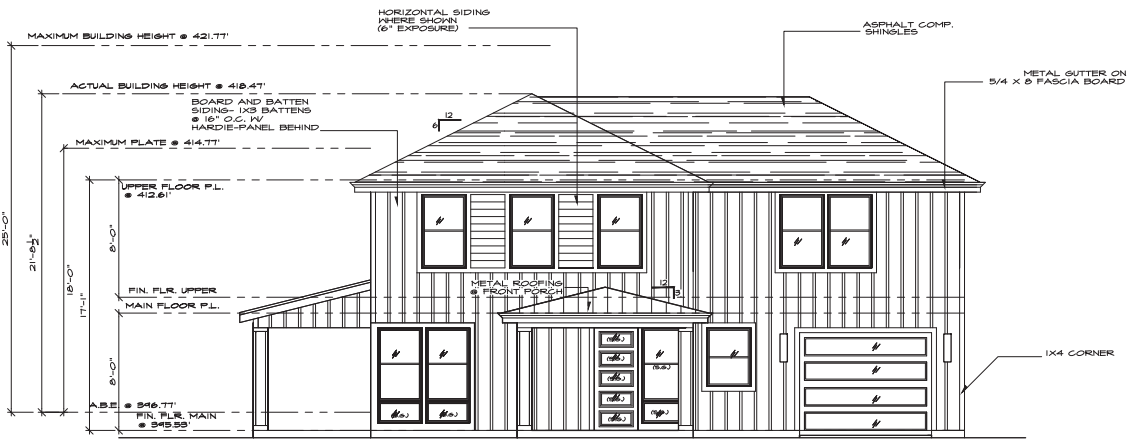 HORIZONTAL SIDING
WHERE SHOWN
(6" EXPOSURE)
ASPHALT COMP.
SHINGLES
MAXIMUM BUILDING HEIGHT @ 421.77'
METAL GUTTER ON
5/4 X 8 FASCIA BOARD
ACTUAL BUILDING HEIGHT @ 418.47'
BOARD AND BATTEN
SIDING- 1X3 BATTENS
@ 16" O.C. W/
HARDIE-PANEL BEHIND
12
6
MAXIMUM PLATE @ 414.77'
UPPER FLOOR P.L.
@ 412.61'
25'-0"
21'-8½"
18'-0"
17'-1"
8'-0"
FIN. FLR. UPPER
MAIN FLOOR P.L.
METAL ROOFING
@ FRONT PORCH
12
3
8'-0"
1X4 CORNER
A.B.E. @ 396.77'
FIN. FLR. MAIN
@ 395.53'
(S.G.)
(S.G.)
(S.G.)
(S.G.)
(S.G.)
(S.G.)
(S.G.)
(S.G.)
(S.G.)